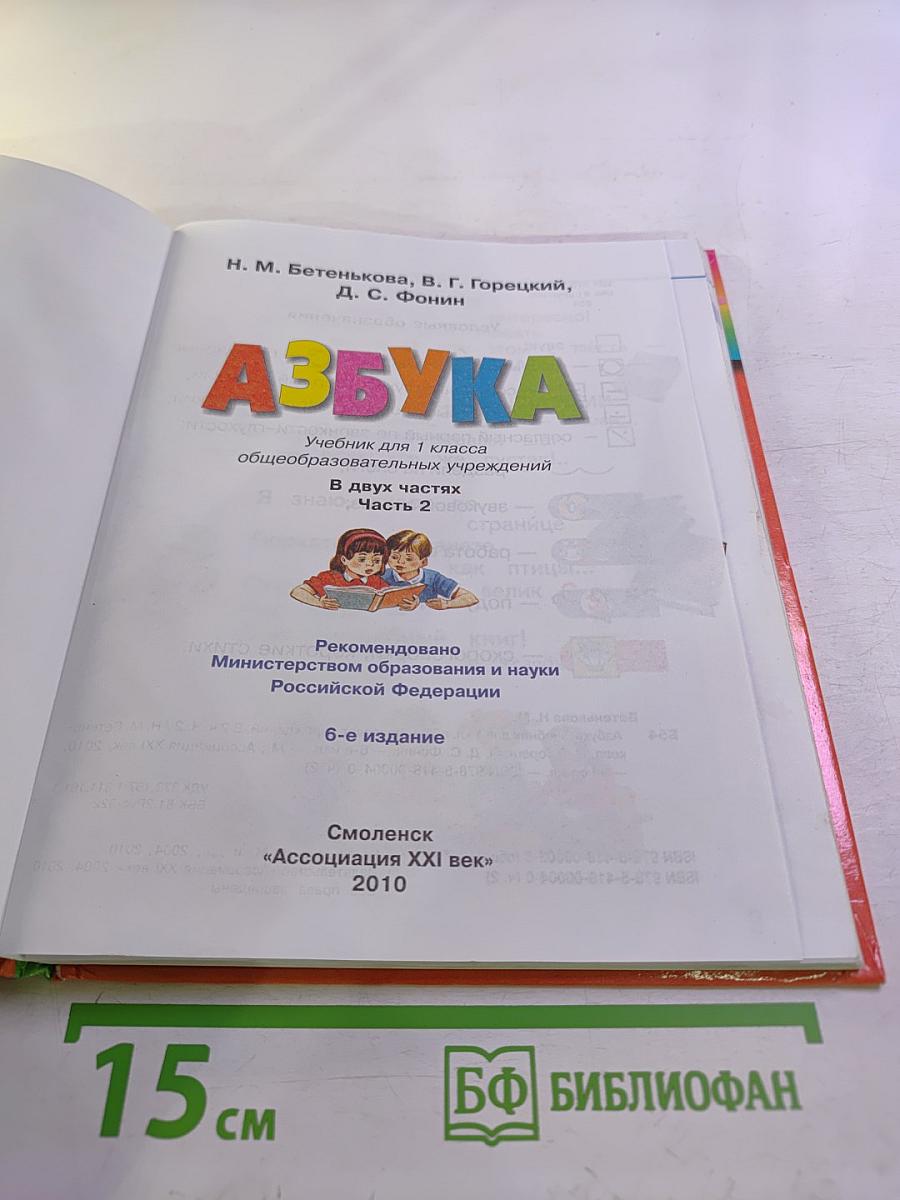 Н. М. Бетенькова, В. Г. Горецкий,
Д. С. Фонин
АЗБУКА
Учебник для 1 класса
общеобразовательных учреждений
В двух частях
Часть 2
Рекомендовано
Министерством образования и науки
Российской Федерации
6-е издание
Смоленск
«Ассоциация XXI век»
2010
15 см
БФ БИБЛИОФАН